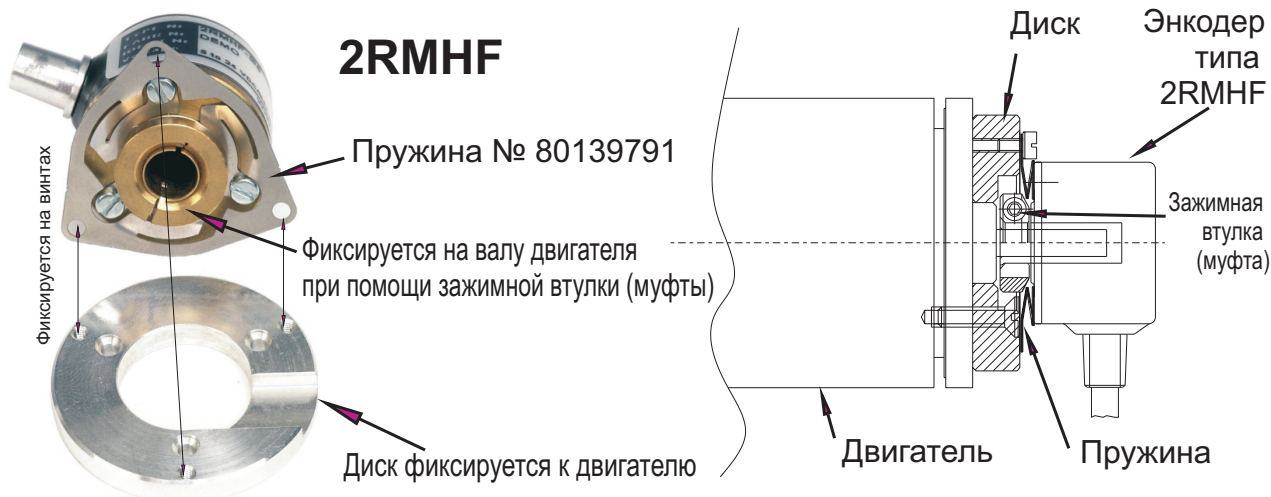 2RMHF
Пружина № 80139791
Фиксируется на винтах
Фиксируется на валу двигателя
при помощи зажимной втулки (муфты)
Диск фиксируется к двигателю
Диск
Энкодер
типа
2RMHF
Зажимная
втулка
(муфта)
Двигатель
Пружина